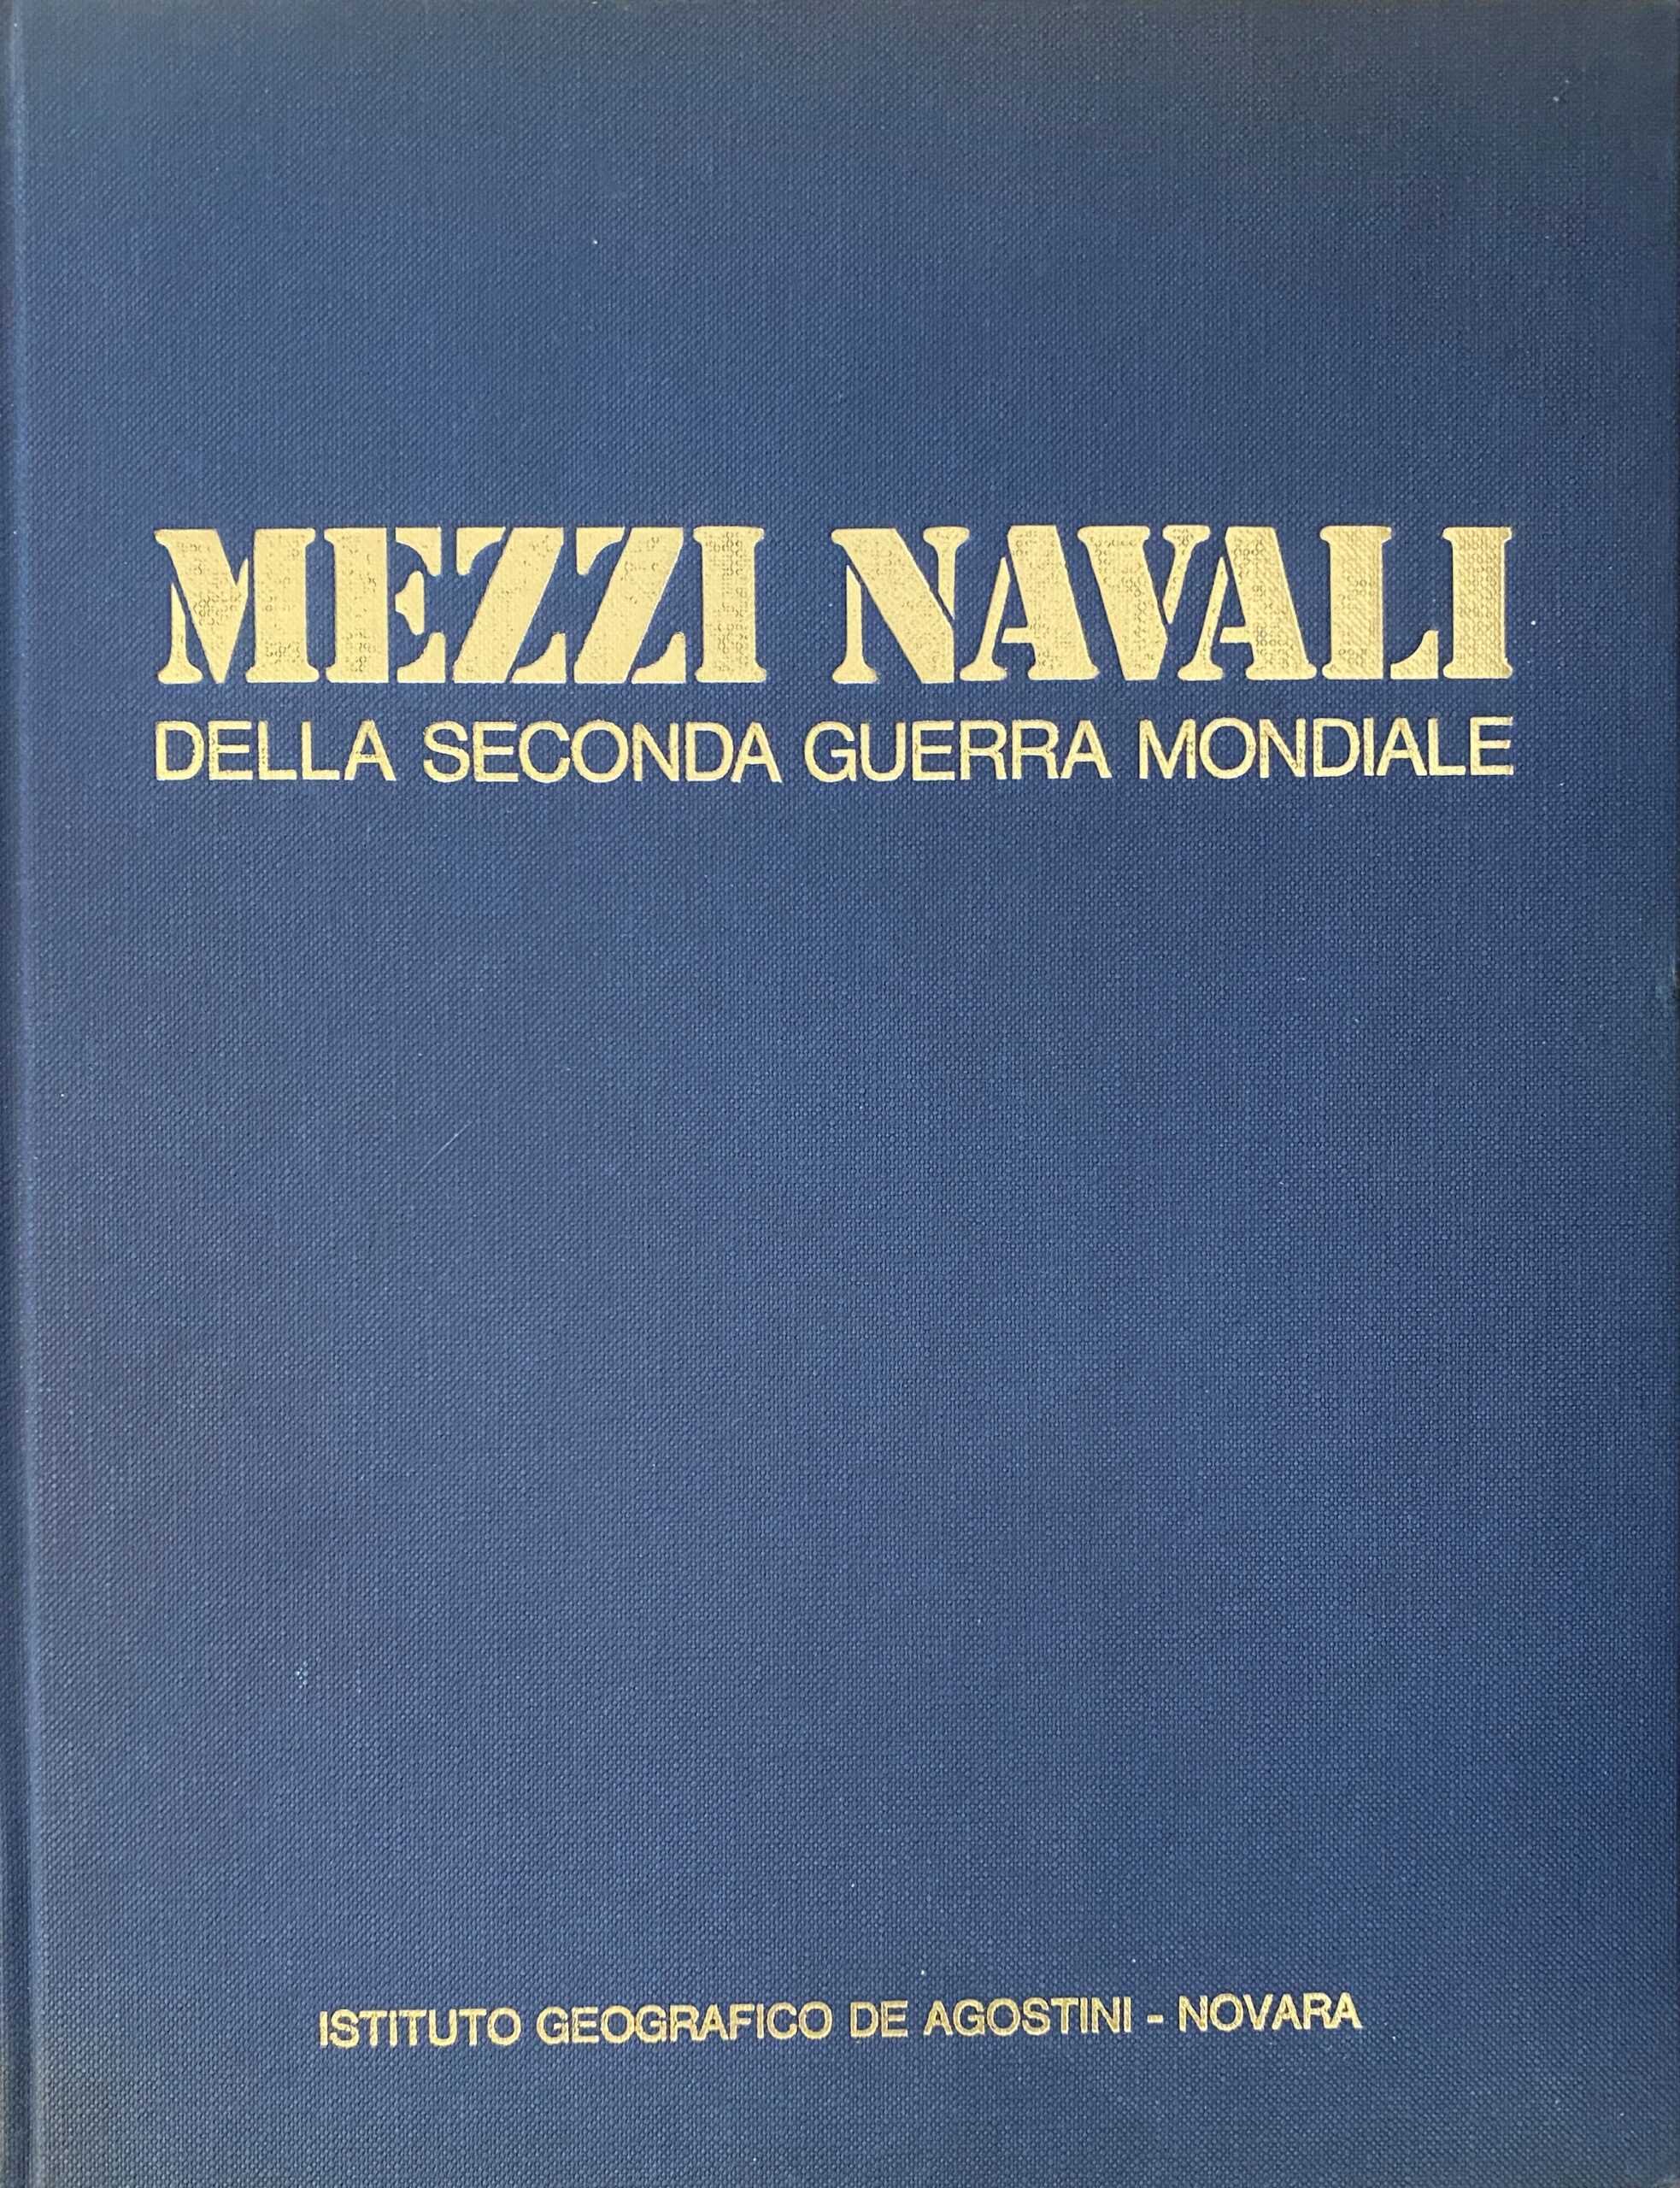 MEZZI NAVALI
DELLA SECONDA GUERRA MONDIALE
ISTITUTO GEOGRAFICO DE AGOSTINI - NOVARA